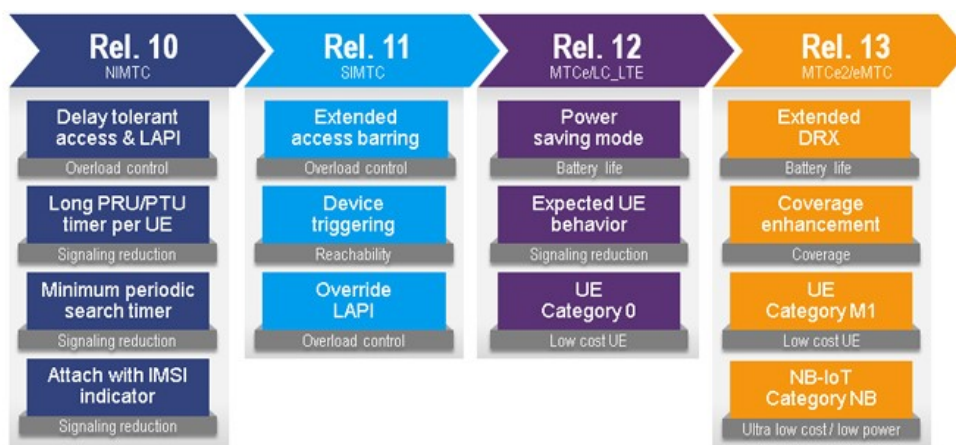 Rel. 10
NIMTC
Delay tolerant
access & LAPI
Overload control
Long PRU/PTU
timer per UE
Signaling reduction
Minimum periodic
search timer
Signaling reduction
Attach with IMSI
indicator
Signaling reduction
Rel. 11
SIMTC
Extended
access barring
Overload control
Device
triggering
Reachability
Override
LAPI
Overload control
Rel. 12
MTCe/LC_LTE
Power
saving mode
Battery life
Expected UE
behavior
Signaling reduction
UE
Category 0
Low cost UE
Rel. 13
MTCe2/eMTC
Extended
DRX
Battery life
Coverage
enhancement
Coverage
UE
Category M1
Low cost UE
NB-IoT
Category NB
Ultra low cost / low power